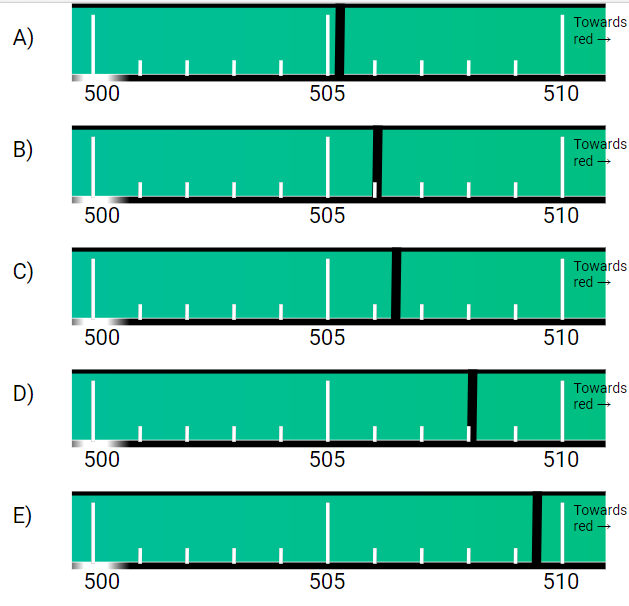 A)
Towards
red →
500 505 510
B)
Towards
red →
500 505 510
C)
Towards
red →
500 505 510
D)
Towards
red →
500 505 510
E)
Towards
red →
500 505 510